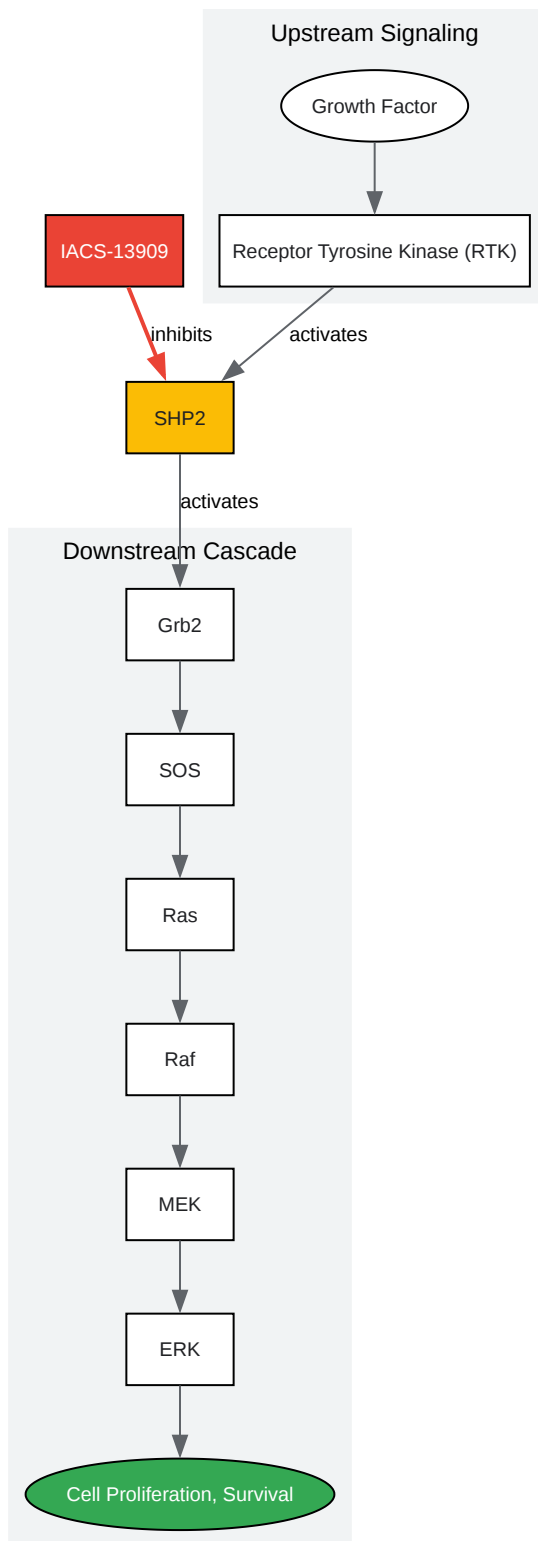 Upstream Signaling
Growth Factor
IACS-13909
Receptor Tyrosine Kinase (RTK)
inhibits
activates
SHP2
activates
Downstream Cascade
Grb2
SOS
Ras
Raf
MEK
ERK
Cell Proliferation, Survival